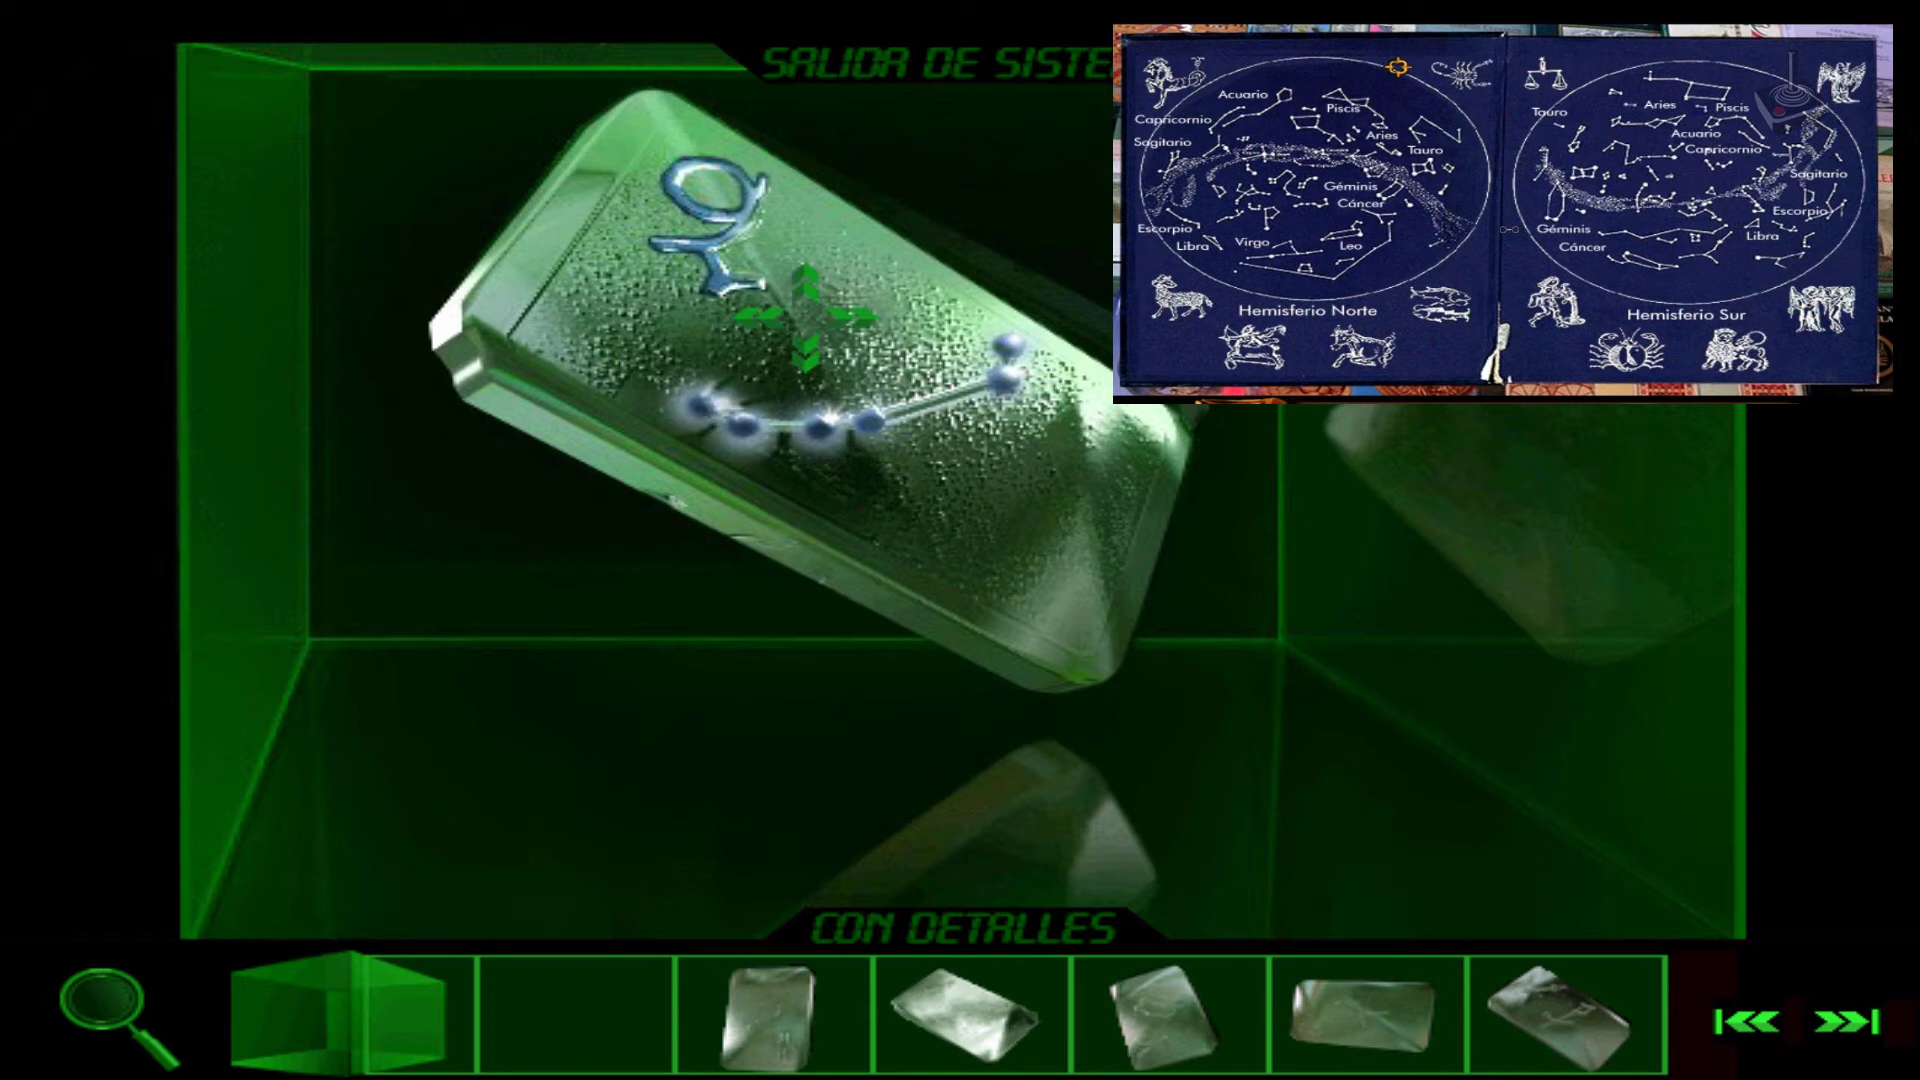 SALIDA DE SISTE
Acuario
Piscis
Capricornio
Aries
Sagitario
Tauro
Géminis
Cáncer
Escorpio
Libra
Virgo
Leo
Hemisferio Norte
Tauro
Aries
Piscis
Acuario
Capricornio
Sagitario
Escorpio
Géminis
Libra
Cáncer
Hemisferio Sur
CON DETALLES